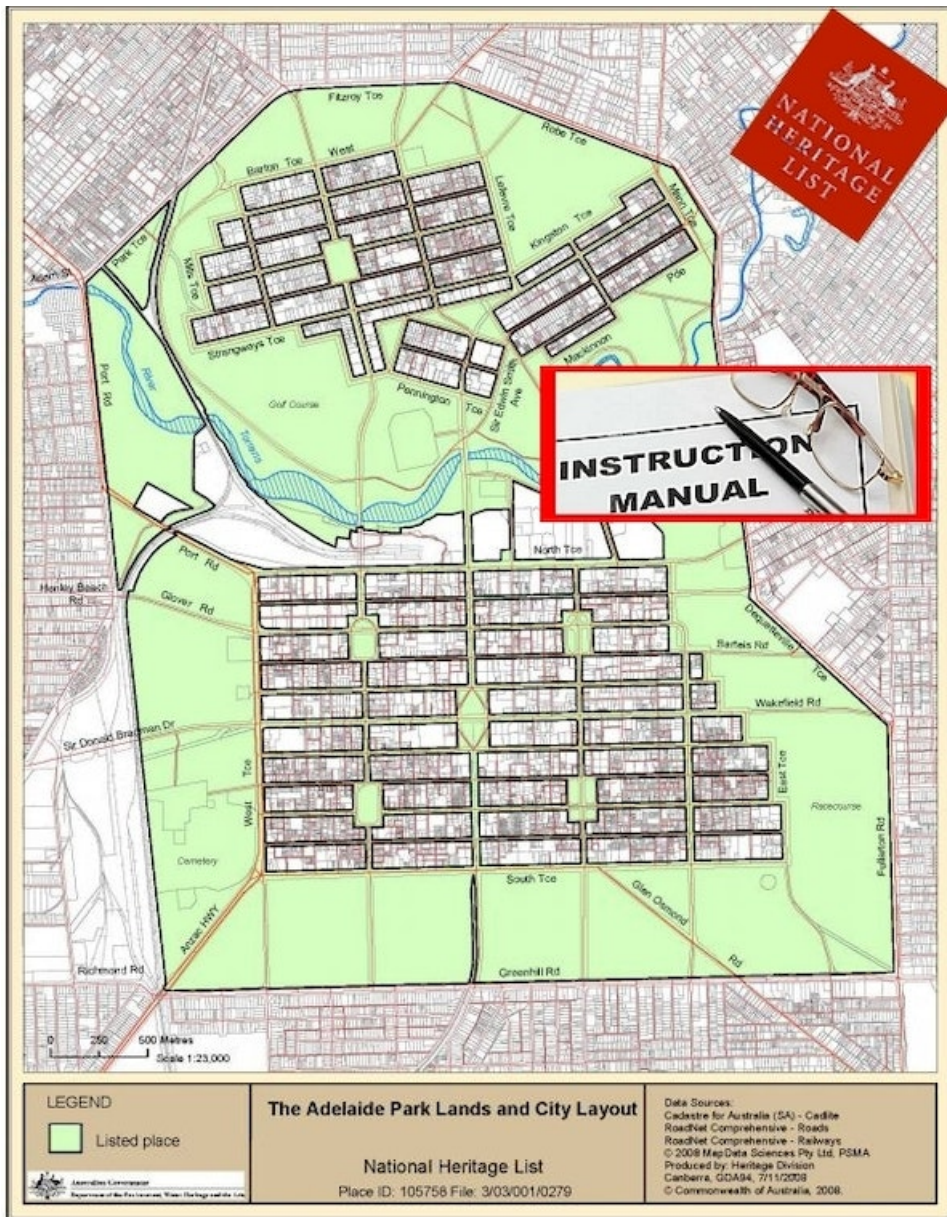 NATIONAL
HERITAGE
LIST
Fitzroy Tce
Robe Tce
Barton Tce West
Lefevre Tce
Kingston Tce
Mann Tce
Park Tce
Mills Tce
Pde
Mackinnon
Strangways Tce
Port Rd
River
Torrens
Golf Course
Pennington Tce
Sir Edwin Smith
Ave
INSTRUCTION
MANUAL
North Tce
Port Rd
Henley Beach
Rd
Glover Rd
Dequetteville Tce
Bartels Rd
Wakefield Rd
Sir Donald Bradman Dr
West Tce
East Tce
Racecourse
Fullerton Rd
Cemetery
South Tce
Glen Osmond Rd
Anzac HWY
Richmond Rd
Greenhill Rd
0 250 500 Metres
Scale 1:23,000
LEGEND
Listed place
Australian Government
The Adelaide Park Lands and City Layout
National Heritage List
Place ID: 105758 File: 3/03/001/0279
Data Sources:
Cadastre for Australia (SA) - Cadlite
RoadNet Comprehensive - Roads
RoadNet Comprehensive - Railways
© 2008 MapData Sciences Pty Ltd, PSMA
Produced by: Heritage Division
Canberra, GDA94, 7/11/2008
© Commonwealth of Australia, 2008.